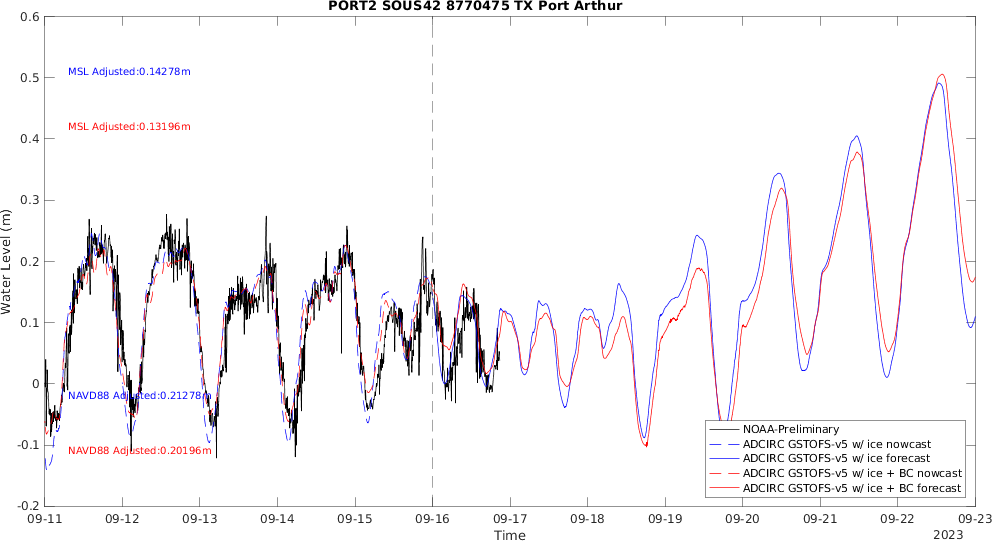 PORT2 SOUS42 8770475 TX Port Arthur
0.6
0.5
0.4
0.3
0.2
0.1
0
-0.1
-0.2
Water Level (m)
MSL Adjusted:0.14278m
MSL Adjusted:0.13196m
NAVD88 Adjusted:0.21278m
NAVD88 Adjusted:0.20196m
NOAA-Preliminary
ADCIRC GSTOFS-v5 w/ ice nowcast
ADCIRC GSTOFS-v5 w/ ice forecast
ADCIRC GSTOFS-v5 w/ ice + BC nowcast
ADCIRC GSTOFS-v5 w/ ice + BC forecast
09-11 09-12 09-13 09-14 09-15 09-16 09-17 09-18 09-19 09-20 09-21 09-22 09-23
Time
2023